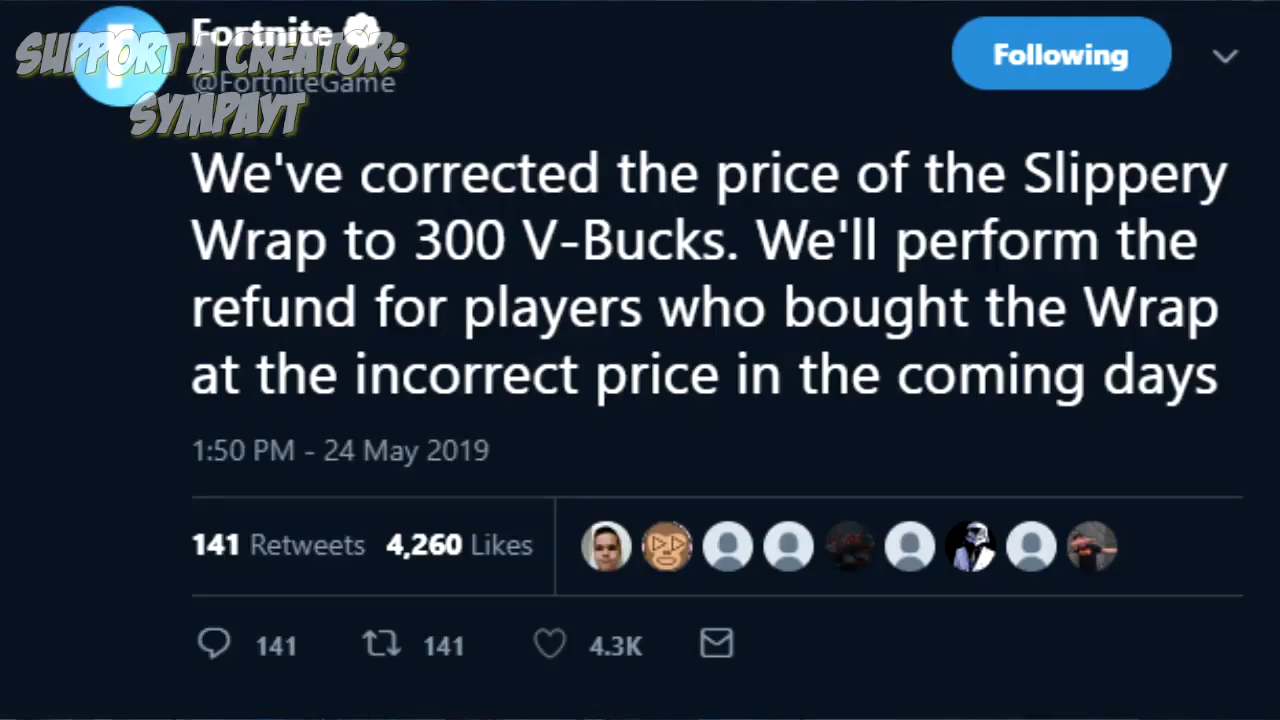 Fortnite
SUPPORT A CREATOR:
@FortniteGame
SYMPAYT
Following
We've corrected the price of the Slippery
Wrap to 300 V-Bucks. We'll perform the
refund for players who bought the Wrap
at the incorrect price in the coming days
1:50 PM - 24 May 2019
141 Retweets 4,260 Likes
141 141 4.3K